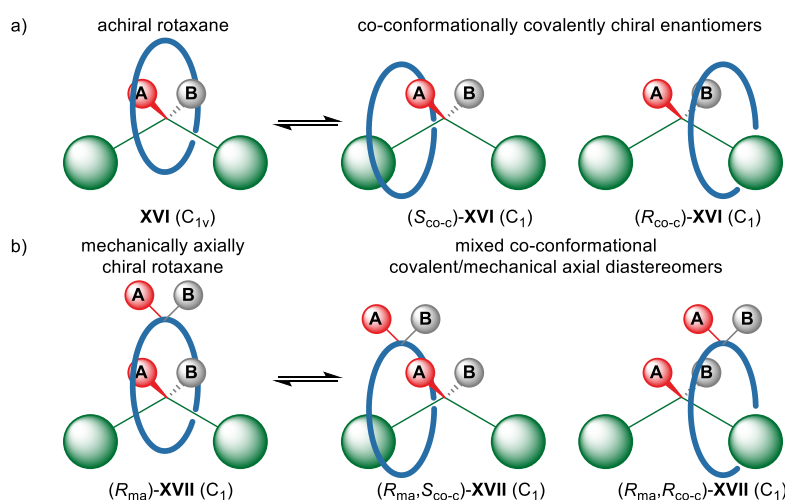 a) achiral rotaxane co-conformationally covalently chiral enantiomers
A B A B A B
XVI (C1v) (Sco-c)-XVI (C1) (Rco-c)-XVI (C1)
b) mechanically axially chiral rotaxane
mixed co-conformational
covalent/mechanical axial diastereomers
A B
A B A B
A B A B A B
(Rma)-XVII (C1) (Rma,Sco-c)-XVII (C1) (Rma,Rco-c)-XVII (C1)